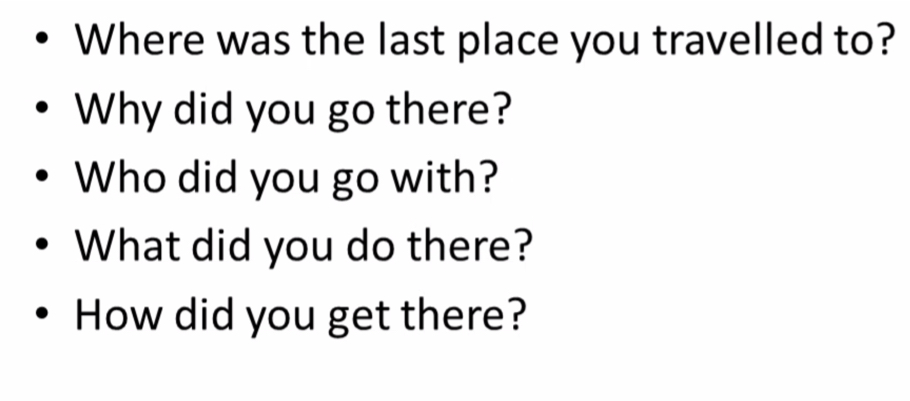 • Where was the last place you travelled to?
• Why did you go there?
• Who did you go with?
• What did you do there?
• How did you get there?